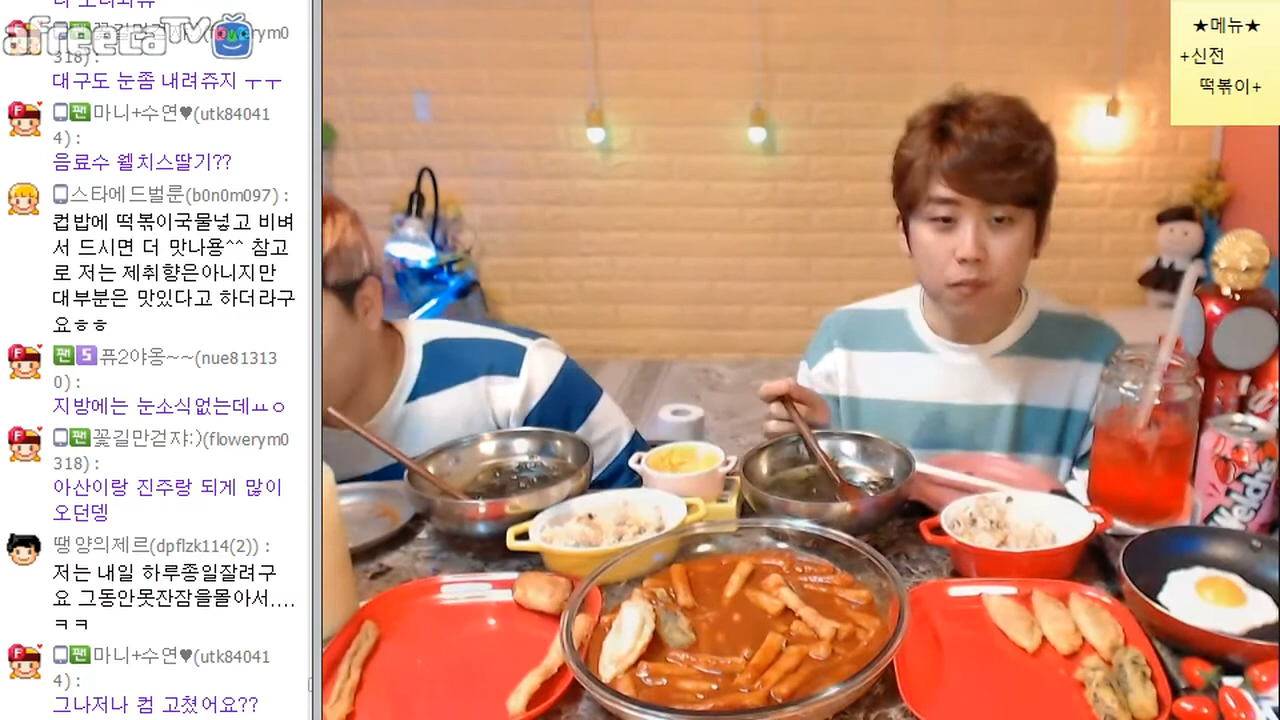 afreecaTV
318) :
대구도 눈좀 내려쥬지 ㅜㅜ
팬 마니+수연♥(utk84041
4) :
음료수 웰치스딸기??
스타에드벌룬(b0n0m097) :
컵밥에 떡볶이국물넣고 비벼
서 드시면 더 맛나용^^ 참고
로 저는 제취향은아니지만
대부분은 맛있다고 하더라구
요ㅎㅎ
팬 S 퓨2야옹~~(nue81313
0) :
지방에는 눈소식없는데ㅛㅇ
팬 꽃길만걷쟈:)(flowerym0
318) :
아산이랑 진주랑 되게 많이
오던뎅
땡양의제르(dpflzk114(2)) :
저는 내일 하루종일잘려구
요 그동안못잔잠을몰아서....
ㅋㅋ
팬 마니+수연♥(utk84041
4) :
그나저나 컴 고쳤어요??
★메뉴★
+신전
떡볶이+
Welch's